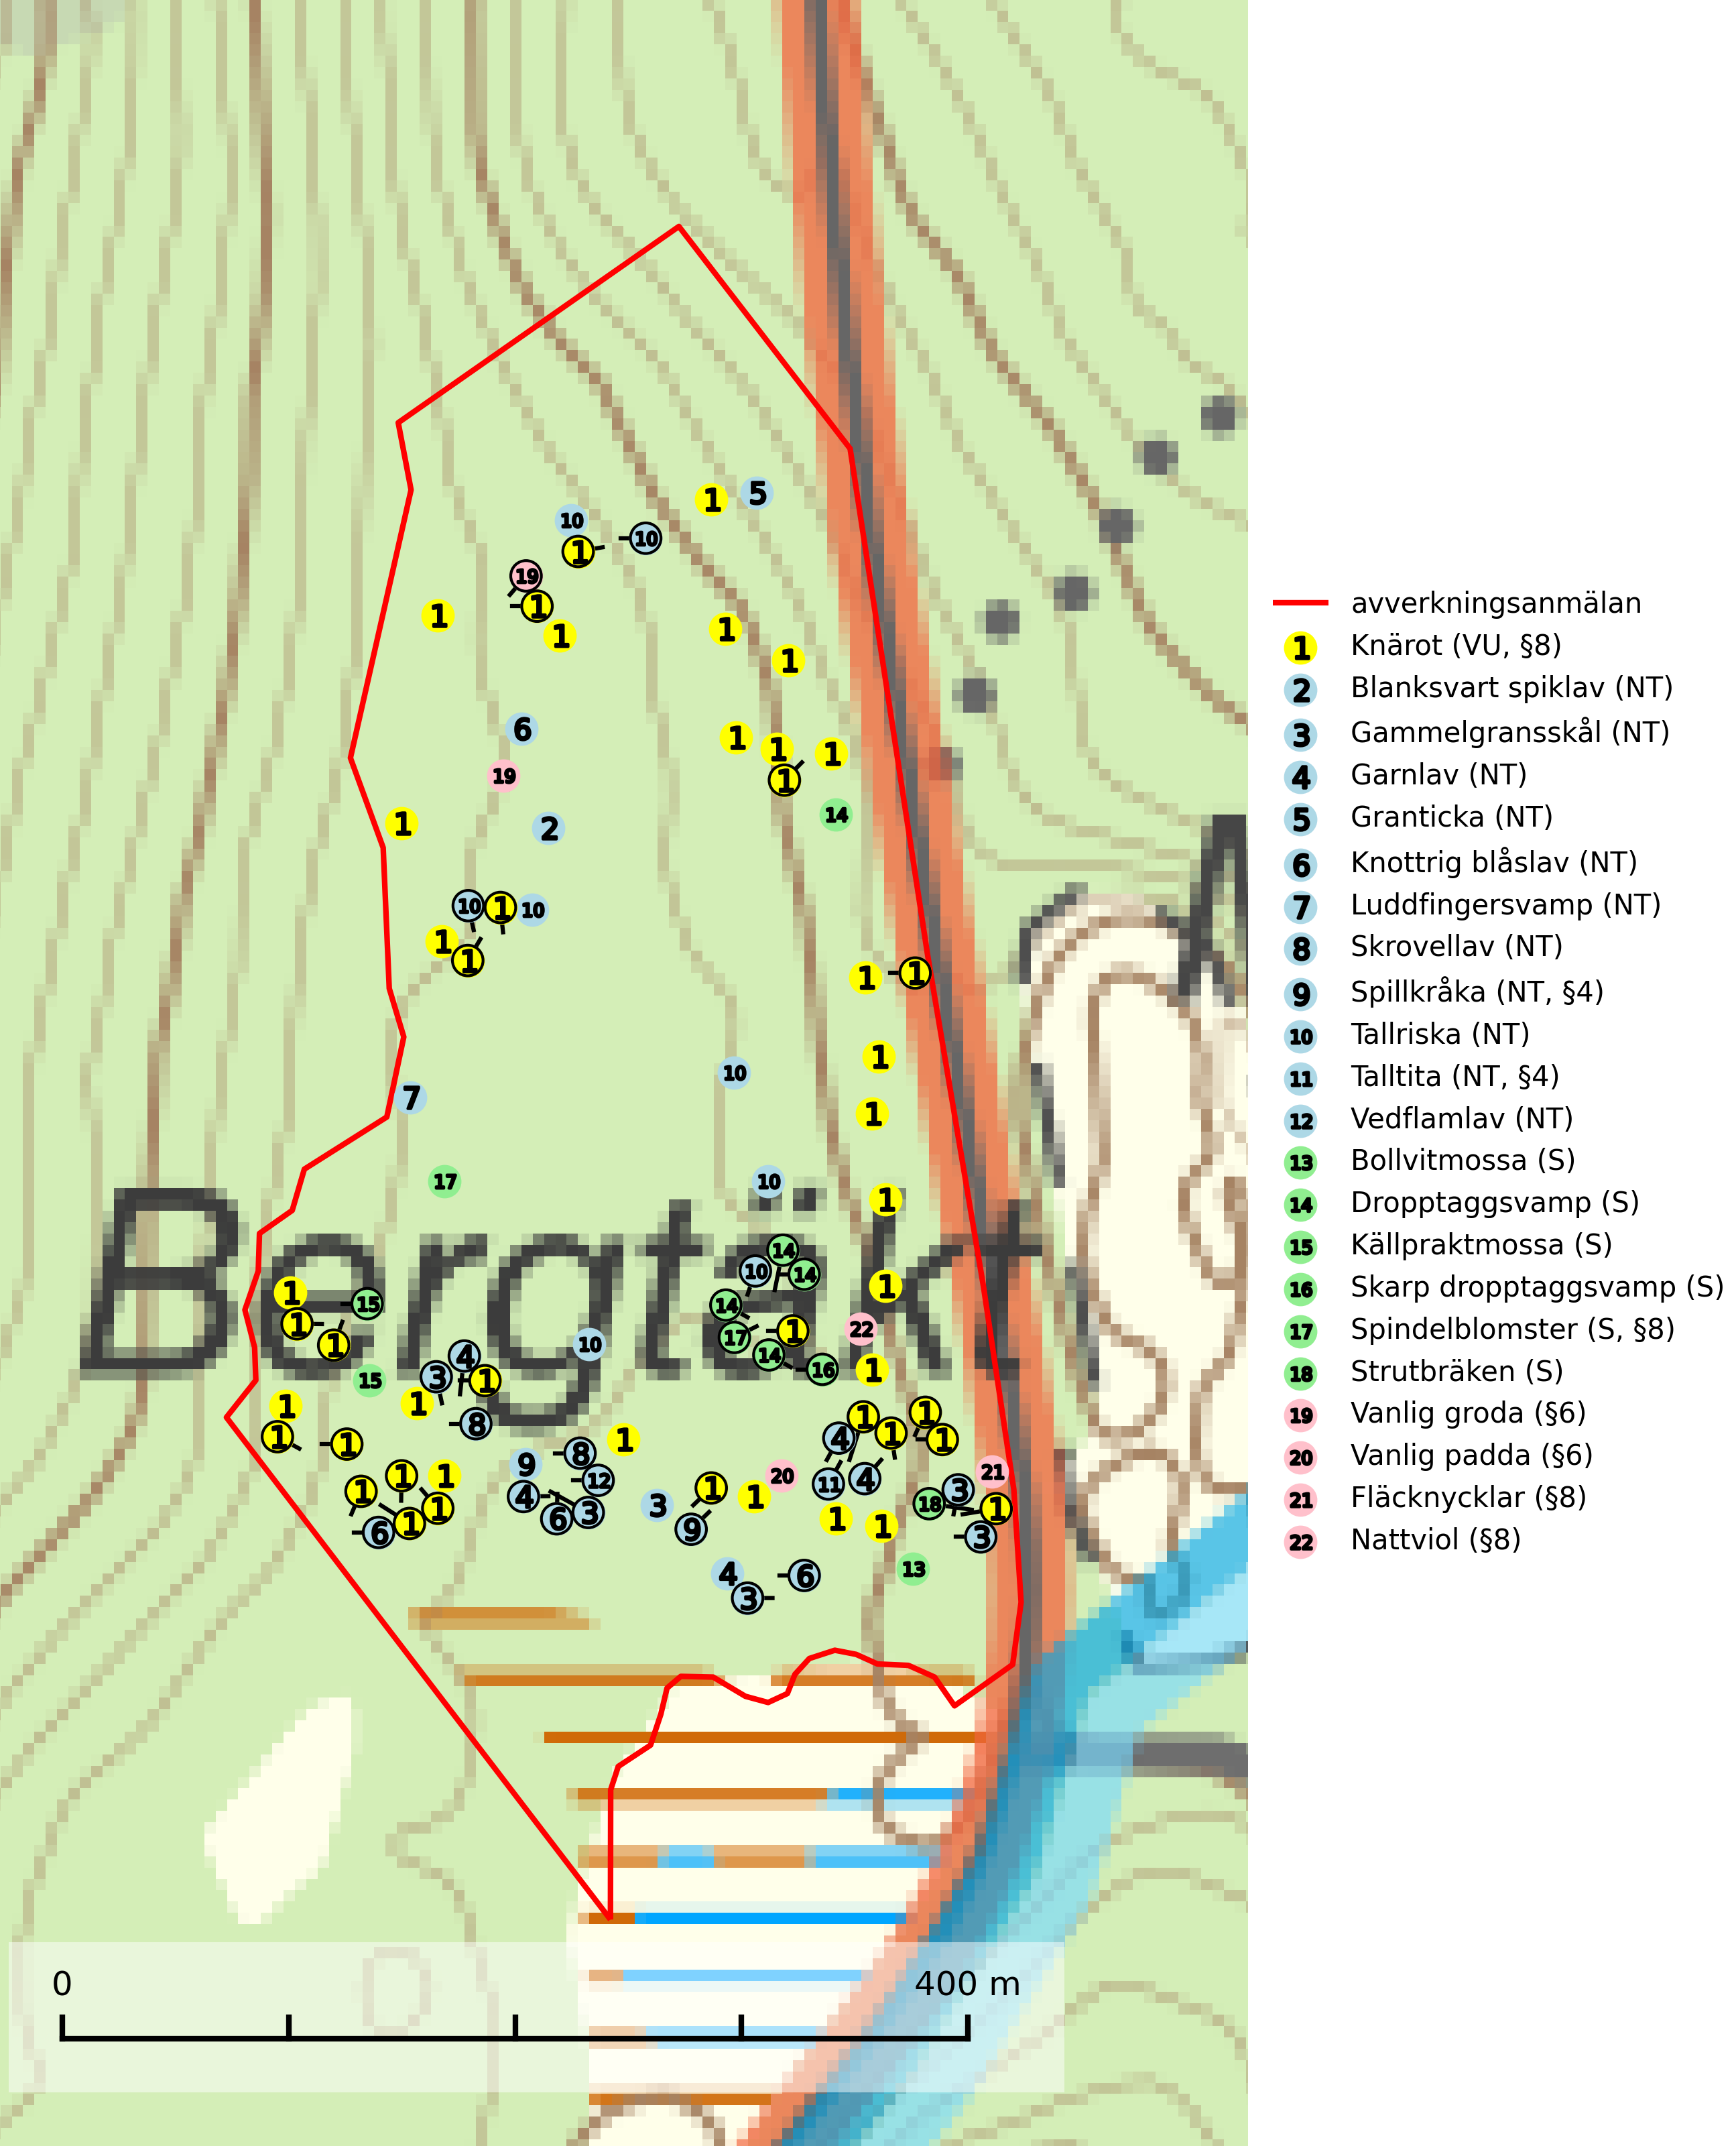 Bergtäkt
0 400 m
avverkningsanmälan
1 Knärot (VU, §8)
2 Blanksvart spiklav (NT)
3 Gammelgransskål (NT)
4 Garnlav (NT)
5 Granticka (NT)
6 Knottrig blåslav (NT)
7 Luddfingersvamp (NT)
8 Skrovellav (NT)
9 Spillkråka (NT, §4)
10 Tallriska (NT)
11 Talltita (NT, §4)
12 Vedflamlav (NT)
13 Bollvitmossa (S)
14 Dropptaggsvamp (S)
15 Källpraktmossa (S)
16 Skarp dropptaggsvamp (S)
17 Spindelblomster (S, §8)
18 Strutbräken (S)
19 Vanlig groda (§6)
20 Vanlig padda (§6)
21 Fläcknycklar (§8)
22 Nattviol (§8)